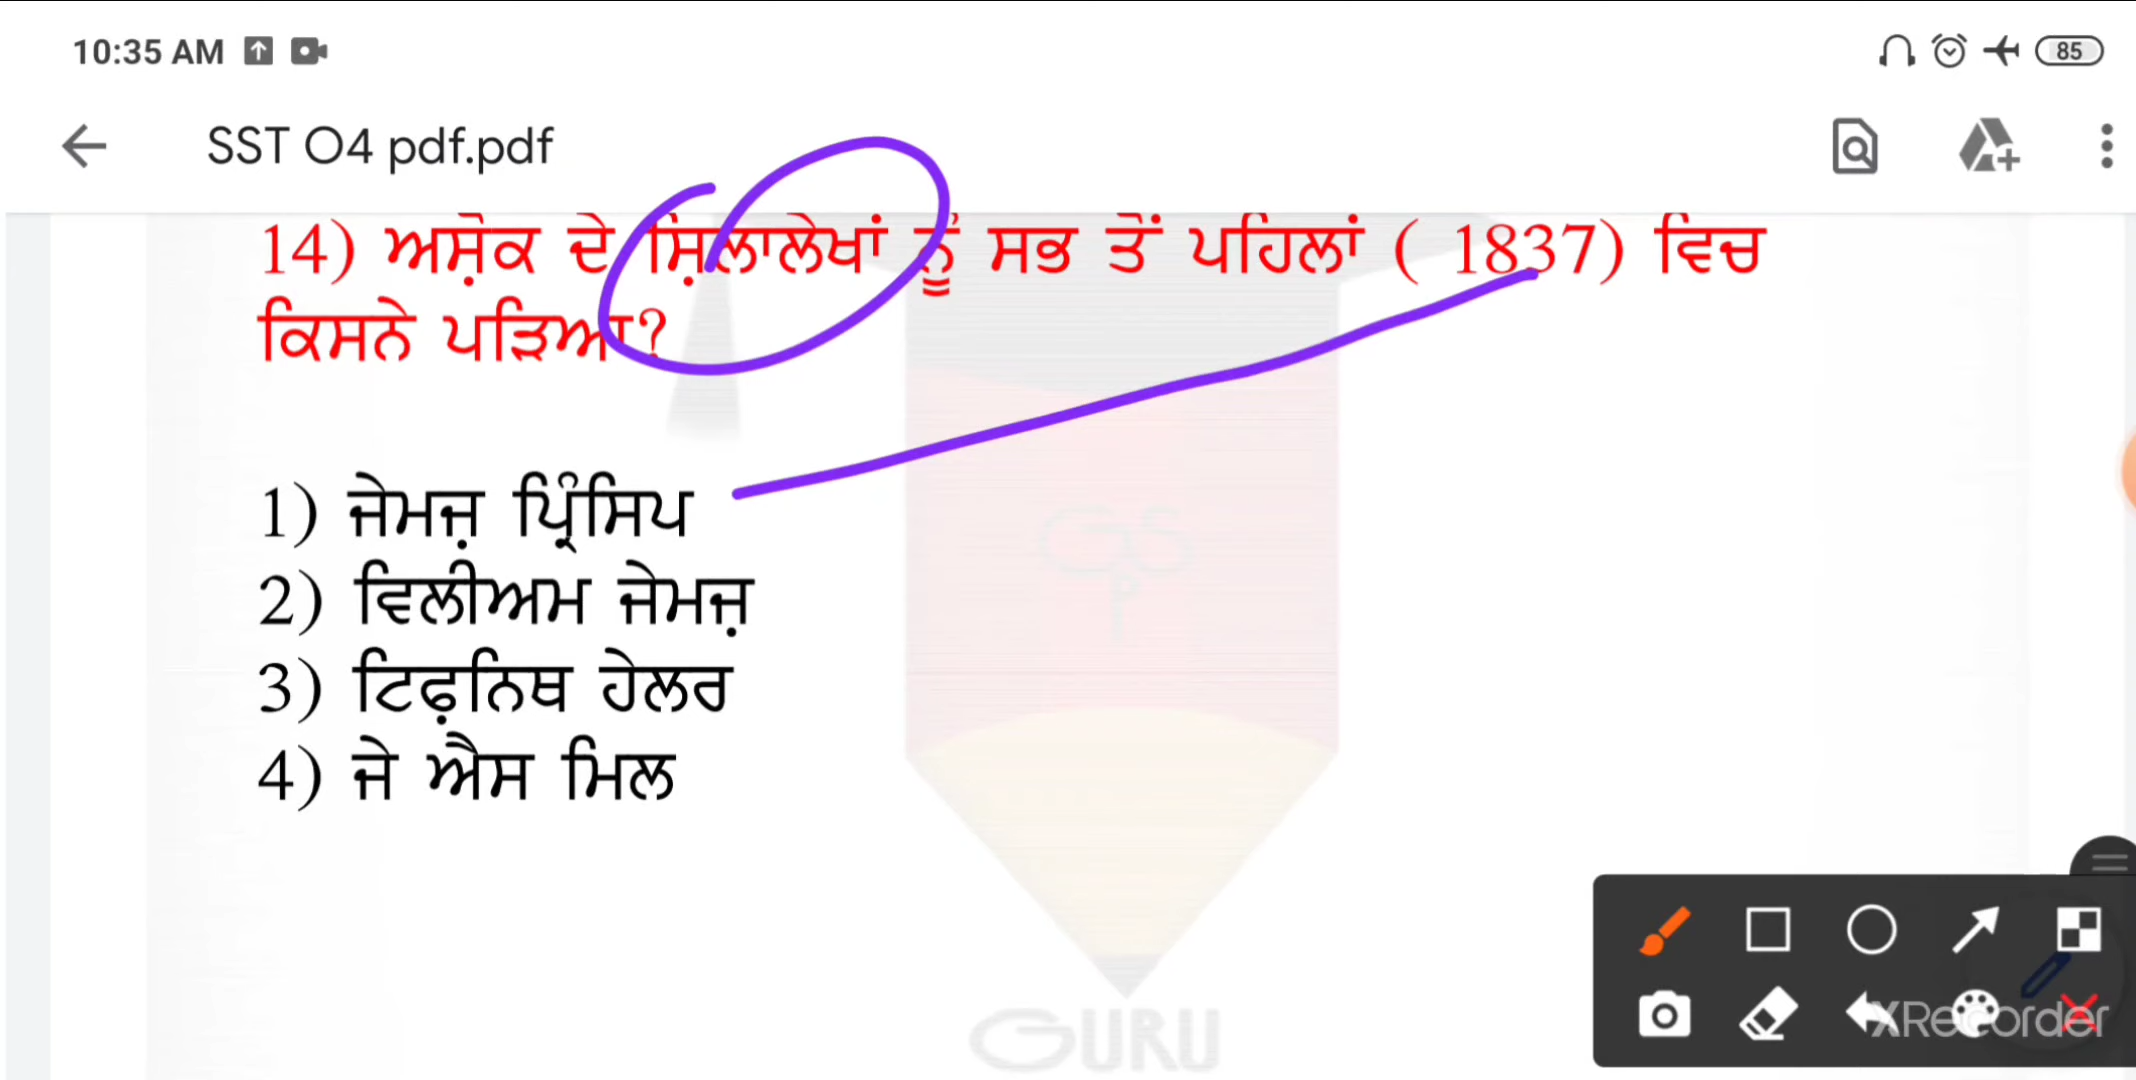 10:35 AM 85
SST O4 pdf.pdf
14) ਅਸ਼ੋਕ ਦੇ ਸ਼ਿਲਾਲੇਖਾਂ ਨੂੰ ਸਭ ਤੋਂ ਪਹਿਲਾਂ ( 1837) ਵਿਚ
ਕਿਸਨੇ ਪੜਿਆ?
1) ਜੇਮਜ਼ ਪ੍ਰਿੰਸਿਪ
2) ਵਿਲੀਅਮ ਜੇਮਜ਼
3) ਟਿਫ਼ਨਿਥ ਹੇਲਰ
4) ਜੇ ਐਸ ਮਿਲ
GPS
GURU
XRecorder